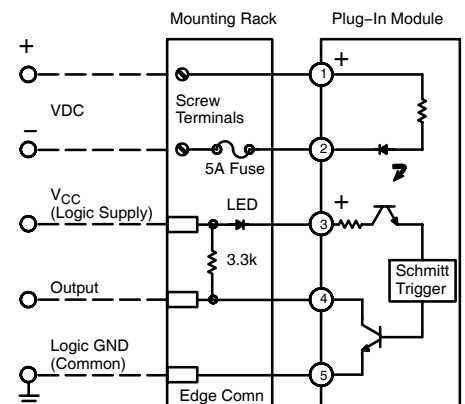 Mounting Rack
Plug–In Module
+
VDC
–
Screw
Terminals
5A Fuse
1
+
2
VCC
(Logic Supply)
LED
3
+
3.3k
Schmitt
Trigger
Output
4
Logic GND
(Common)
5
Edge Comn